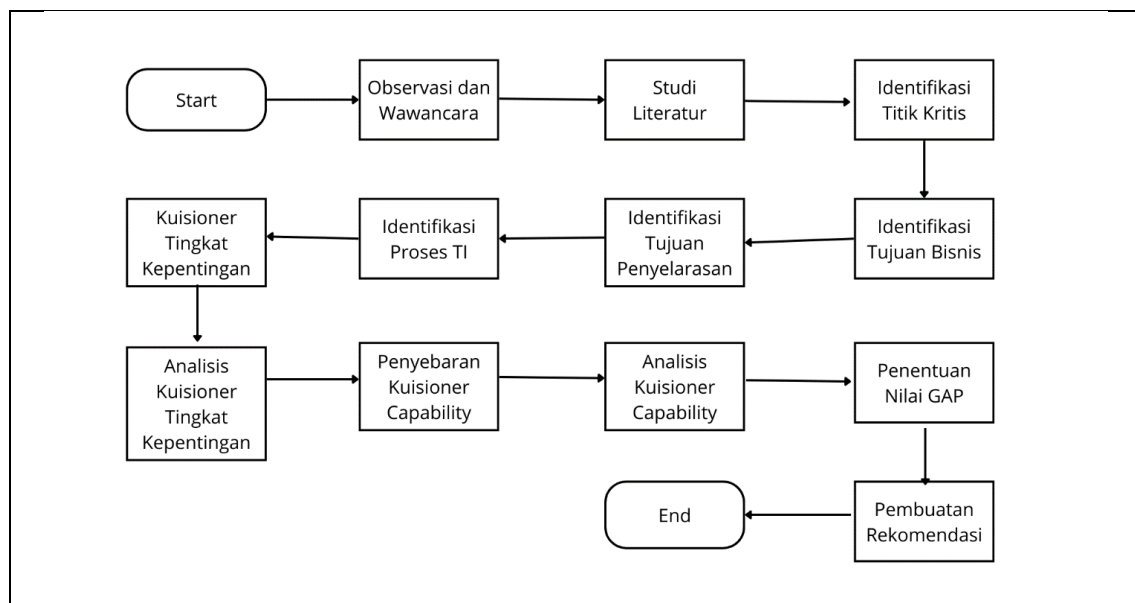 Start
Observasi dan
Wawancara
Studi
Literatur
Identifikasi
Titik Kritis
Identifikasi
Tujuan Bisnis
Identifikasi
Tujuan
Penyelarasan
Identifikasi
Proses TI
Kuisioner
Tingkat
Kepentingan
Analisis
Kuisioner
Tingkat
Kepentingan
Penyebaran
Kuisioner
Capability
Analisis
Kuisioner
Capability
Penentuan
Nilai GAP
Pembuatan
Rekomendasi
End